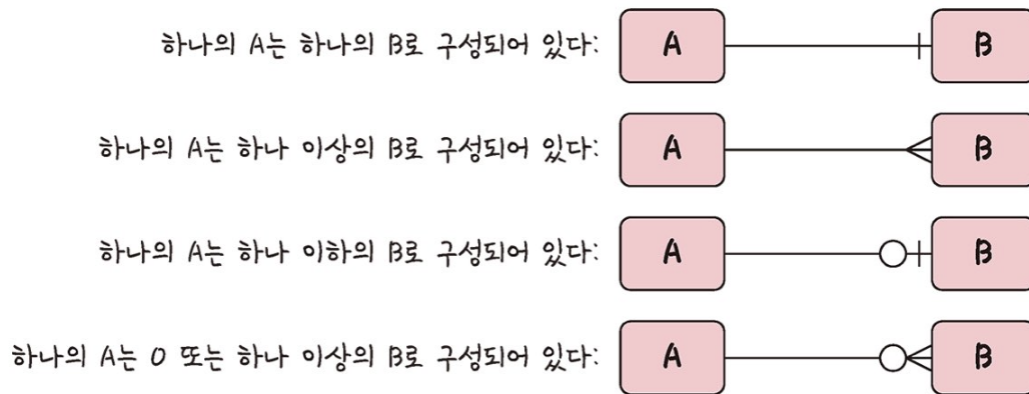 하나의 A는 하나의 B로 구성되어 있다: A B
하나의 A는 하나 이상의 B로 구성되어 있다: A B
하나의 A는 하나 이하의 B로 구성되어 있다: A B
하나의 A는 0 또는 하나 이상의 B로 구성되어 있다: A B